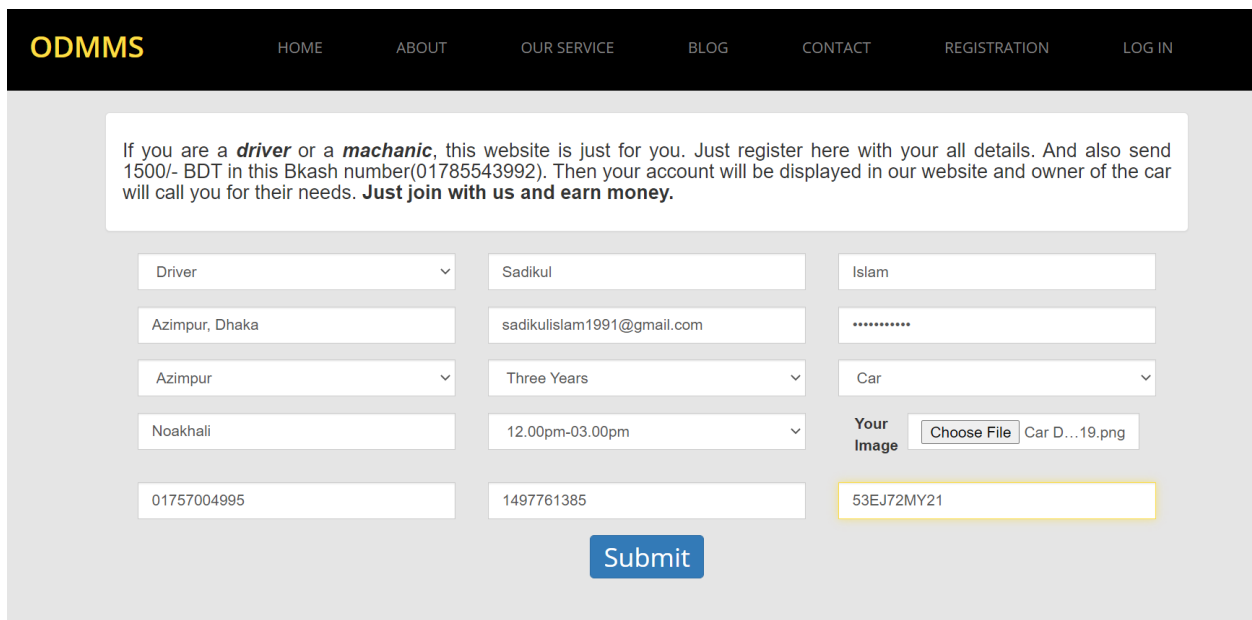 ODMMS HOME ABOUT OUR SERVICE BLOG CONTACT REGISTRATION LOG IN
If you are a driver or a machanic, this website is just for you. Just register here with your all details. And also send
1500/- BDT in this Bkash number(01785543992). Then your account will be displayed in our website and owner of the car
will call you for their needs. Just join with us and earn money.
Driver Sadikul Islam
Azimpur, Dhaka sadikulislam1991@gmail.com •••••••••••
Azimpur Three Years Car
Noakhali 12.00pm-03.00pm Your Image Choose File Car D...19.png
01757004995 1497761385 53EJ72MY21
Submit